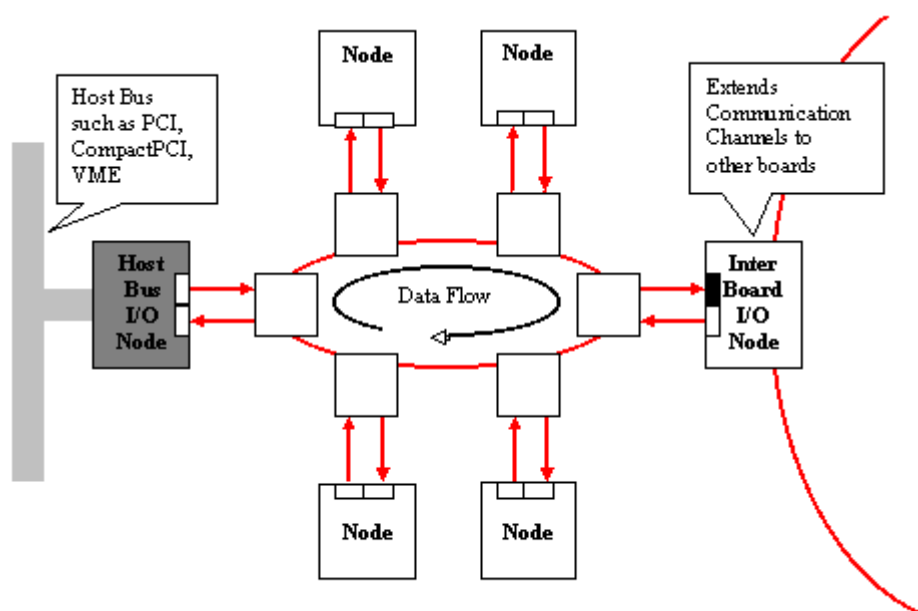 Node
Node
Host Bus
such as PCI,
CompactPCI,
VME
Extends
Communication
Channels to
other boards
Host
Bus
I/O
Node
Data Flow
Inter
Board
I/O
Node
Node
Node